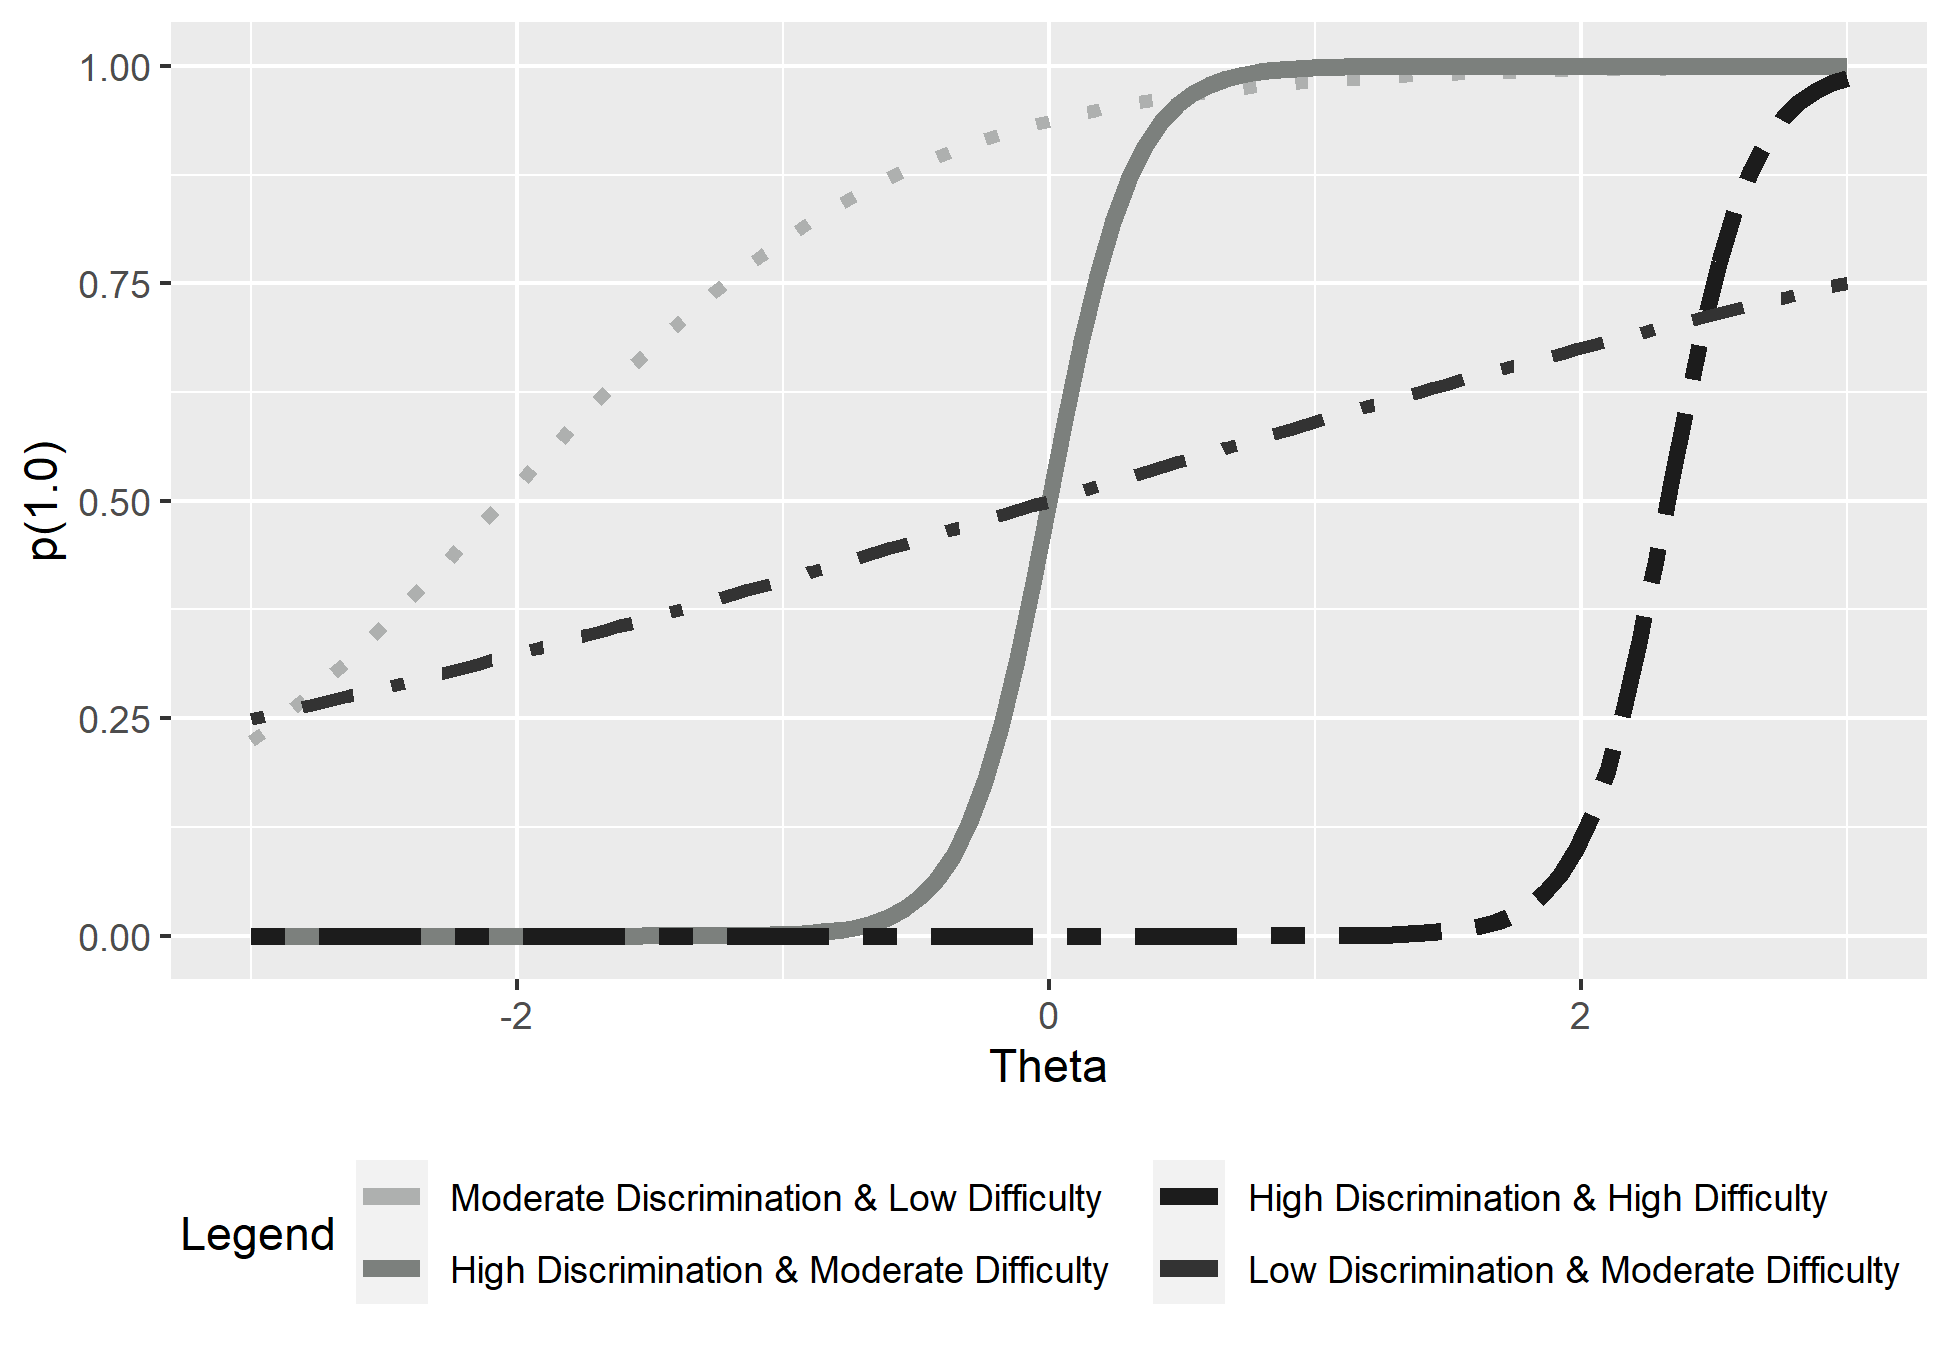 1.00
0.75
0.50
0.25
0.00
p(1.0)
-2 0 2
Theta
Legend
Moderate Discrimination & Low Difficulty
High Discrimination & Moderate Difficulty
High Discrimination & High Difficulty
Low Discrimination & Moderate Difficulty